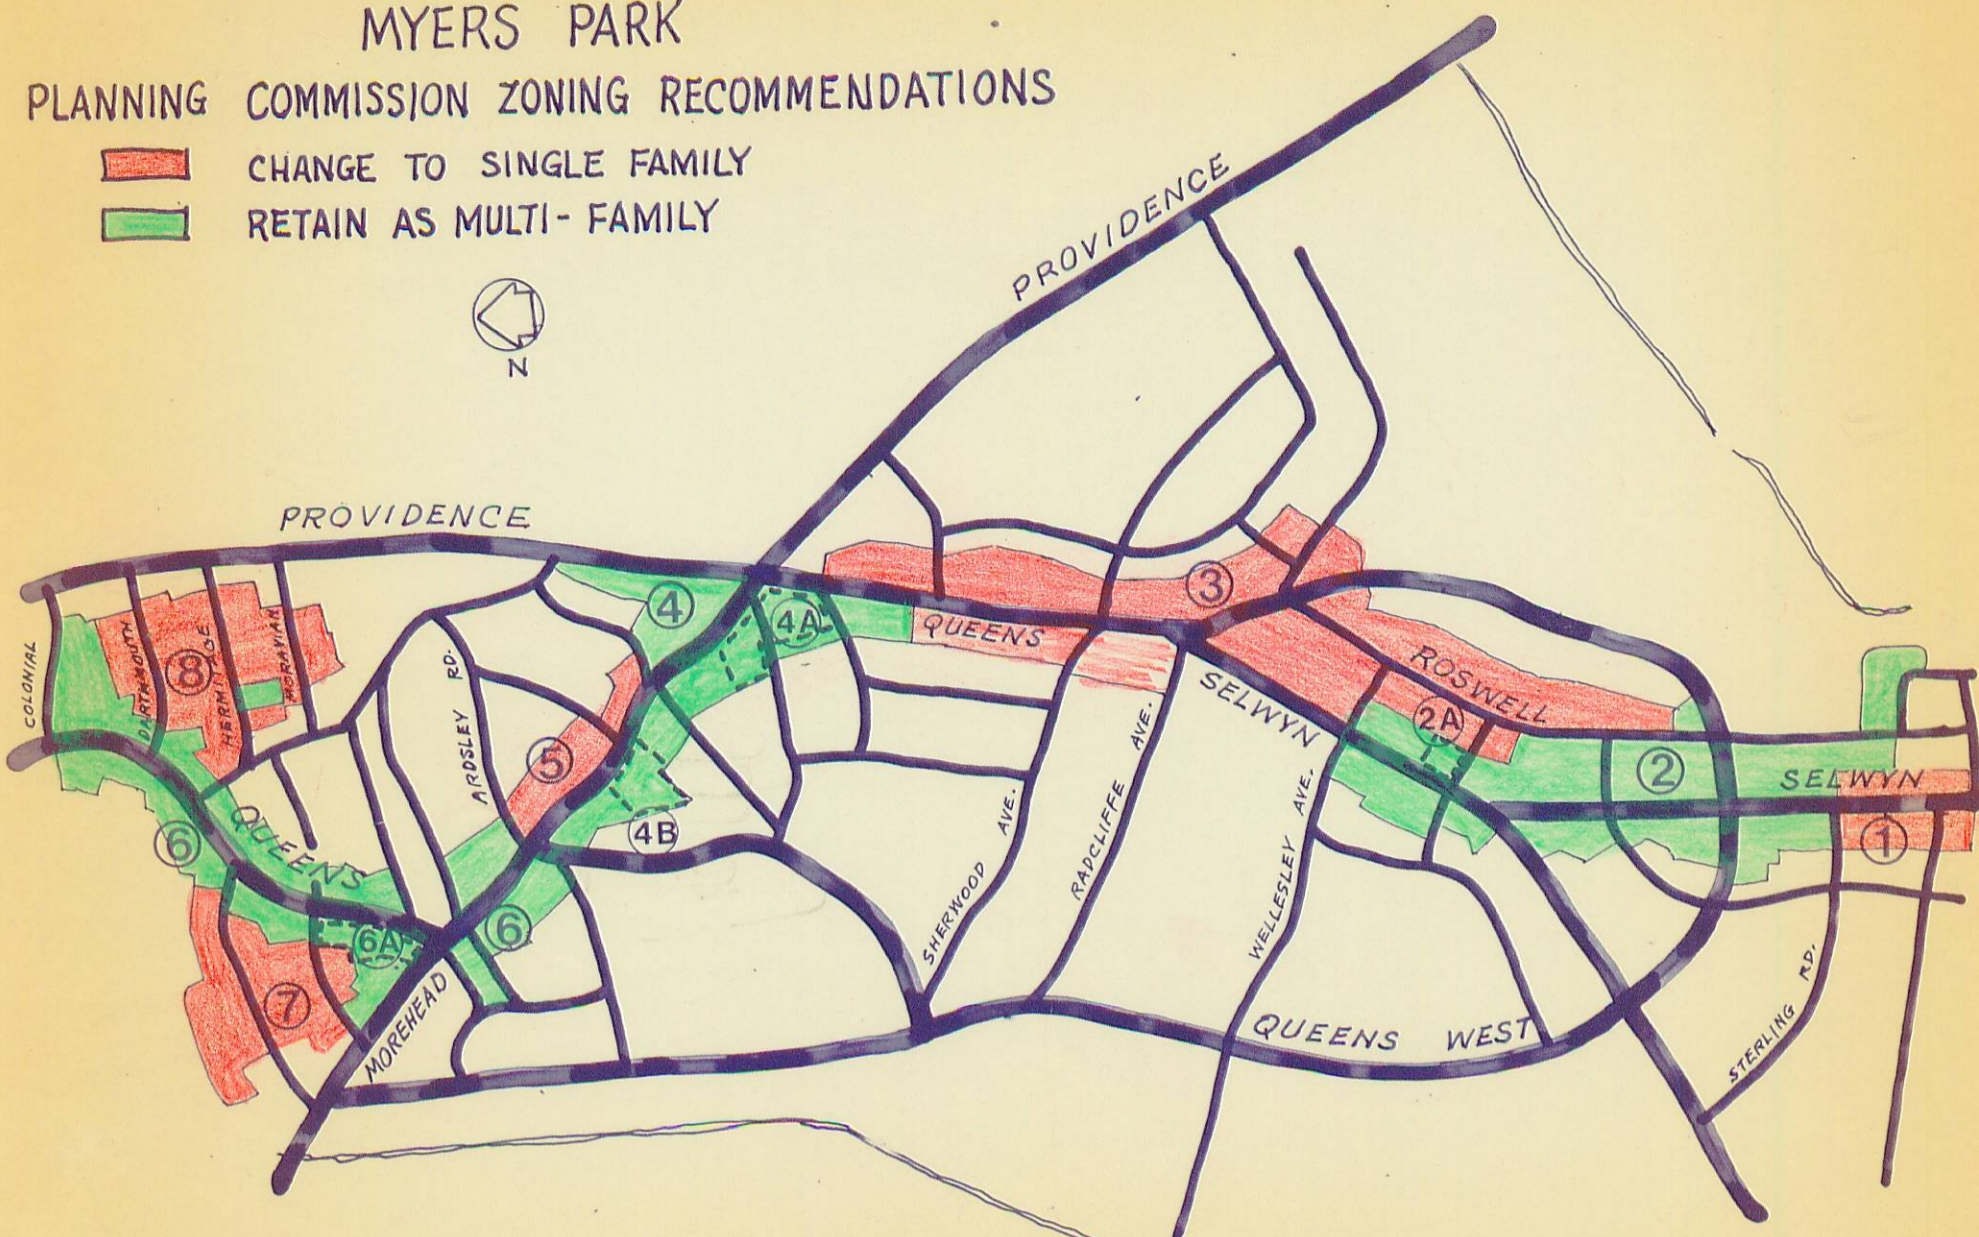 MYERS PARK
PLANNING COMMISSION ZONING RECOMMENDATIONS
CHANGE TO SINGLE FAMILY
RETAIN AS MULTI-FAMILY
N
PROVIDENCE
PROVIDENCE
COLONIAL
DARTMOUTH
8
HERMITAGE
MORAVIAN
ARDSLEY RD.
4
4A
3
QUEENS
ROSWELL
SELWYN
2A
5
4B
2
SELWYN
1
6
QUEENS
6A
6
7
MOREHEAD
SHERWOOD AVE.
RADCLIFFE AVE.
WELLESLEY AVE.
QUEENS WEST
STERLING RD.